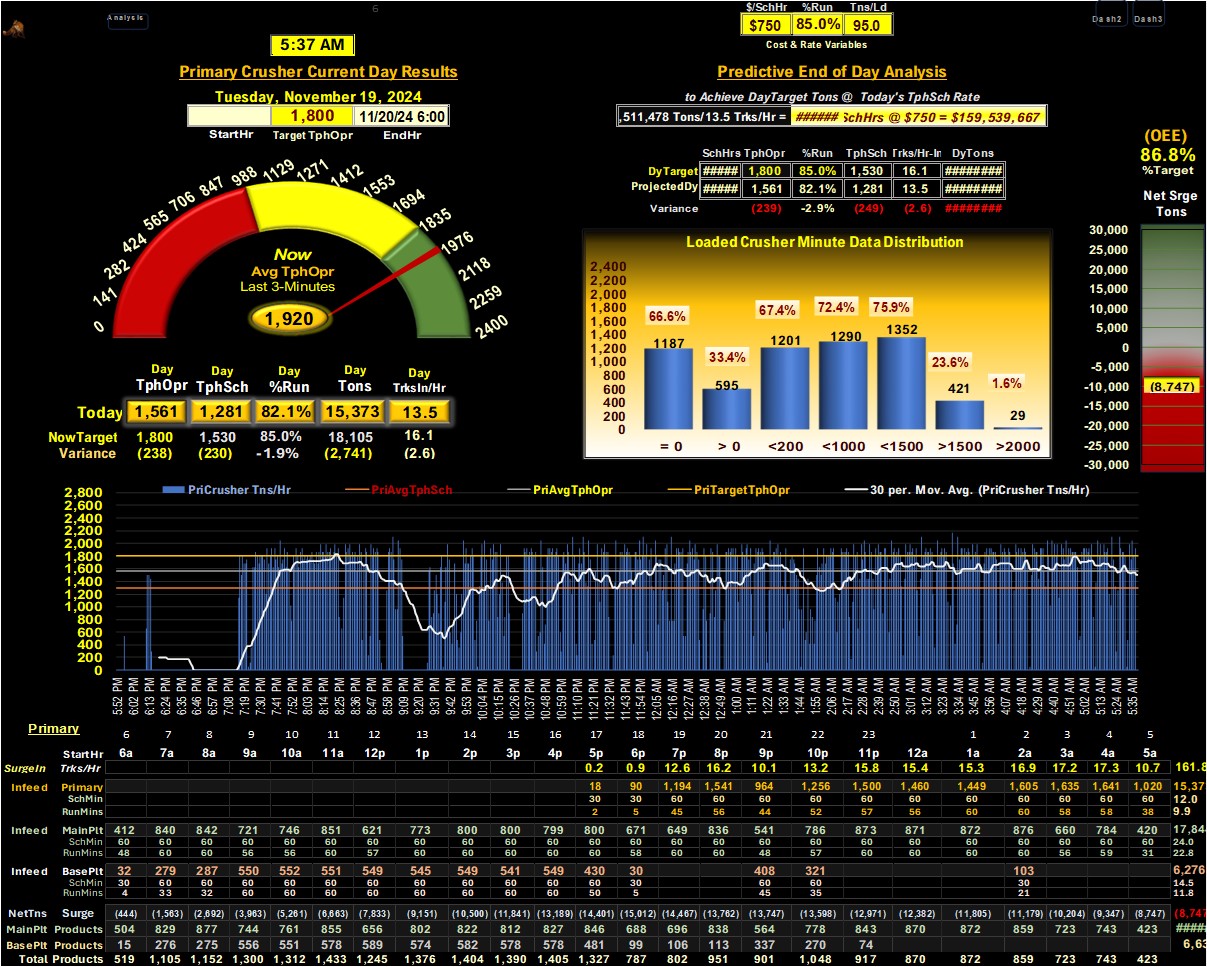 6
Analysis
$/SchHr %Run Tns/Ld
$750 85.0% 95.0
Cost & Rate Variables
Dash2 Dash3
5:37 AM
Primary Crusher Current Day Results
Tuesday, November 19, 2024
1,800 11/20/24 6:00
StartHr Target TphOpr EndHr
0 141 282 424 565 706 847 988 1129 1271 1412 1553 1694 1835 1976 2118 2259 2400
Now
Avg TphOpr
Last 3-Minutes
1,920
Day Day Day Day Day
TphOpr TphSch %Run Tons TrksIn/Hr
Today 1,561 1,281 82.1% 15,373 13.5
NowTarget 1,800 1,530 85.0% 18,105 16.1
Variance (238) (230) -1.9% (2,741) (2.6)
Predictive End of Day Analysis
to Achieve DayTarget Tons @ Today's TphSch Rate
,511,478 Tons/13.5 Trks/Hr = ###### SchHrs @ $750 = $159,539,667
SchHrs TphOpr %Run TphSch Trks/Hr-In DyTons
DyTarget ##### 1,800 85.0% 1,530 16.1 ########
ProjectedDy ##### 1,561 82.1% 1,281 13.5 ########
Variance (239) -2.9% (249) (2.6) ########
Loaded Crusher Minute Data Distribution
2,400
2,200
2,000
1,800
1,600
1,400
1,200
1,000
800
600
400
200
0
66.6% 33.4% 67.4% 72.4% 75.9% 23.6% 1.6%
1187 595 1201 1290 1352 421 29
= 0 > 0 <200 <1000 <1500 >1500 >2000
(OEE)
86.8%
%Target
Net Srge
Tons
30,000
25,000
20,000
15,000
10,000
5,000
0
-5,000
-10,000
(8,747)
-15,000
-20,000
-25,000
-30,000
PriCrusher Tns/Hr PriAvgTphSch PriAvgTphOpr PriTargetTphOpr 30 per. Mov. Avg. (PriCrusher Tns/Hr)
2,800
2,600
2,400
2,200
2,000
1,800
1,600
1,400
1,200
1,000
800
600
400
200
0
5:52 PM 6:02 PM 6:13 PM 6:24 PM 6:35 PM 6:46 PM 6:57 PM 7:08 PM 7:19 PM 7:30 PM 7:41 PM 7:52 PM 8:03 PM 8:14 PM 8:25 PM 8:36 PM 8:47 PM 8:58 PM 9:09 PM 9:20 PM 9:31 PM 9:42 PM 9:53 PM 10:04 PM 10:15 PM 10:26 PM 10:37 PM 10:48 PM 10:59 PM 11:10 PM 11:21 PM 11:32 PM 11:43 PM 11:54 PM 12:05 AM 12:16 AM 12:27 AM 12:38 AM 12:49 AM 1:00 AM 1:11 AM 1:22 AM 1:33 AM 1:44 AM 1:55 AM 2:06 AM 2:17 AM 2:28 AM 2:39 AM 2:50 AM 3:01 AM 3:12 AM 3:23 AM 3:34 AM 3:45 AM 3:56 AM 4:07 AM 4:18 AM 4:29 AM 4:40 AM 4:51 AM 5:02 AM 5:13 AM 5:24 AM 5:35 AM
Primary 6 7 8 9 10 11 12 13 14 15 16 17 18 19 20 21 22 23 1 2 3 4 5
StartHr 6a 7a 8a 9a 10a 11a 12p 1p 2p 3p 4p 5p 6p 7p 8p 9p 10p 11p 12a 1a 2a 3a 4a 5a
SurgeIn Trks/Hr 0.2 0.9 12.6 16.2 10.1 13.2 15.8 15.4 15.3 16.9 17.2 17.3 10.7 161.8
Infeed Primary 18 90 1,194 1,541 964 1,256 1,500 1,460 1,449 1,605 1,635 1,641 1,020 15,37
SchMin 30 30 60 60 60 60 60 60 60 60 60 60 60 12.0
RunMins 2 5 45 56 44 52 57 56 60 60 58 58 38 9.9
Infeed MainPlt 412 840 842 721 746 851 621 773 800 800 799 800 671 649 836 541 786 873 871 872 876 660 784 420 17,84
SchMin 60 60 60 60 60 60 60 60 60 60 60 60 60 60 60 60 60 60 60 60 60 60 60 60 24.0
RunMins 48 60 60 56 56 60 57 60 60 60 60 60 58 60 60 48 57 60 60 60 60 56 59 31 22.8
Infeed BasePlt 32 279 287 550 552 551 549 545 549 541 549 430 30 408 321 103 6,276
SchMin 30 60 60 60 60 60 60 60 60 60 60 60 30 60 60 30 14.5
RunMins 4 33 32 60 60 60 60 60 60 60 60 50 5 45 35 21 11.8
NetTns Surge (444) (1,563) (2,692) (3,963) (5,261) (6,663) (7,833) (9,151) (10,500) (11,841) (13,189) (14,401) (15,012) (14,467) (13,762) (13,747) (13,598) (12,971) (12,382) (11,805) (11,179) (10,204) (9,347) (8,747) (8,747
MainPlt Products 504 829 877 744 761 855 656 802 822 812 827 846 688 696 838 564 778 843 870 872 859 723 743 423 #####
BasePlt Products 15 276 275 556 551 578 589 574 582 578 578 481 99 106 113 337 270 74 6,63
Total Products 519 1,105 1,152 1,300 1,312 1,433 1,245 1,376 1,404 1,390 1,405 1,327 787 802 951 901 1,048 917 870 872 859 723 743 423